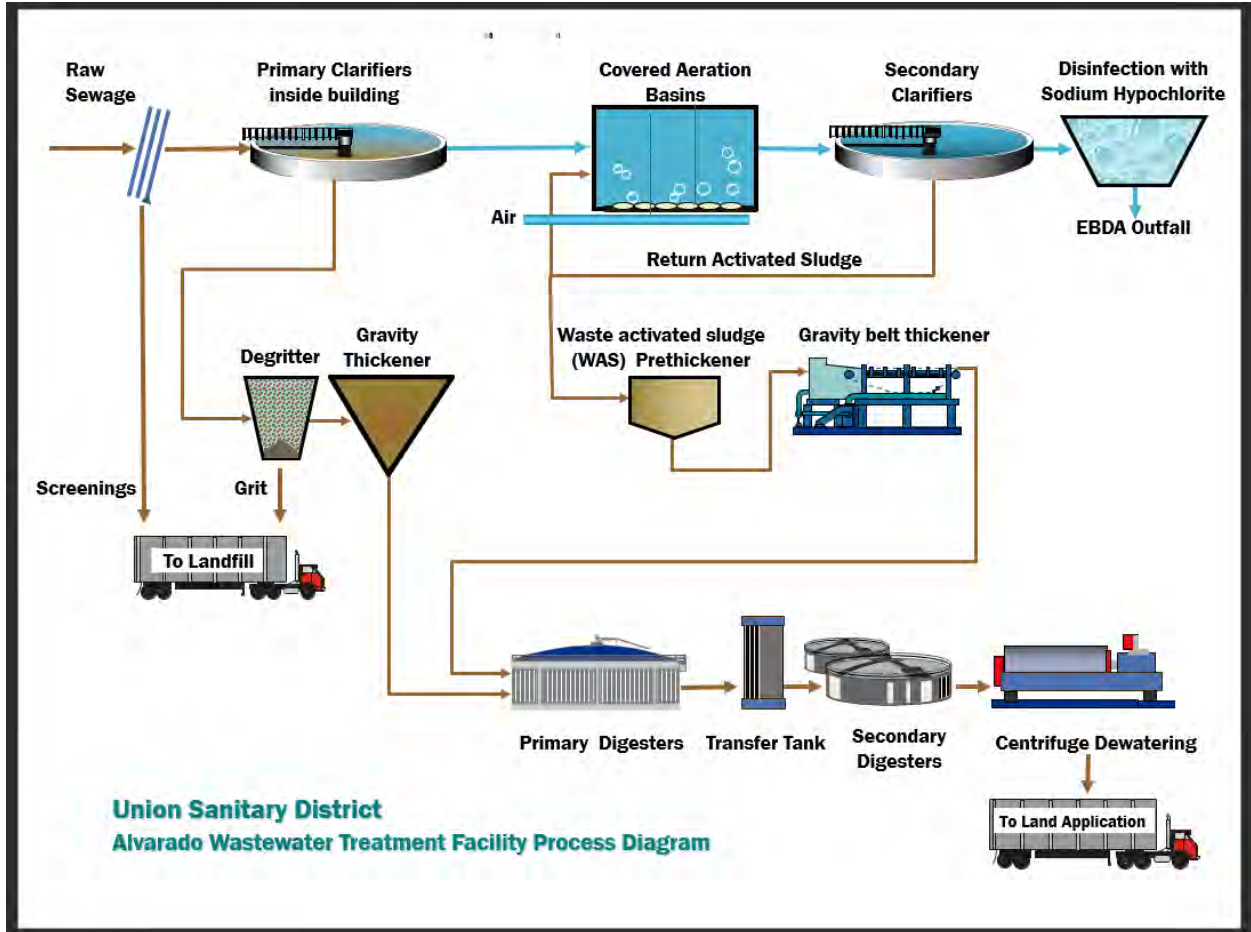 Raw
Sewage
Primary Clarifiers
inside building
Covered Aeration
Basins
Secondary
Clarifiers
Disinfection with
Sodium Hypochlorite
Air
EBDA Outfall
Return Activated Sludge
Degritter
Gravity
Thickener
Waste activated sludge
(WAS) Prethickener
Gravity belt thickener
Screenings
Grit
To Landfill
Primary Digesters
Transfer Tank
Secondary
Digesters
Centrifuge Dewatering
To Land Application
Union Sanitary District
Alvarado Wastewater Treatment Facility Process Diagram